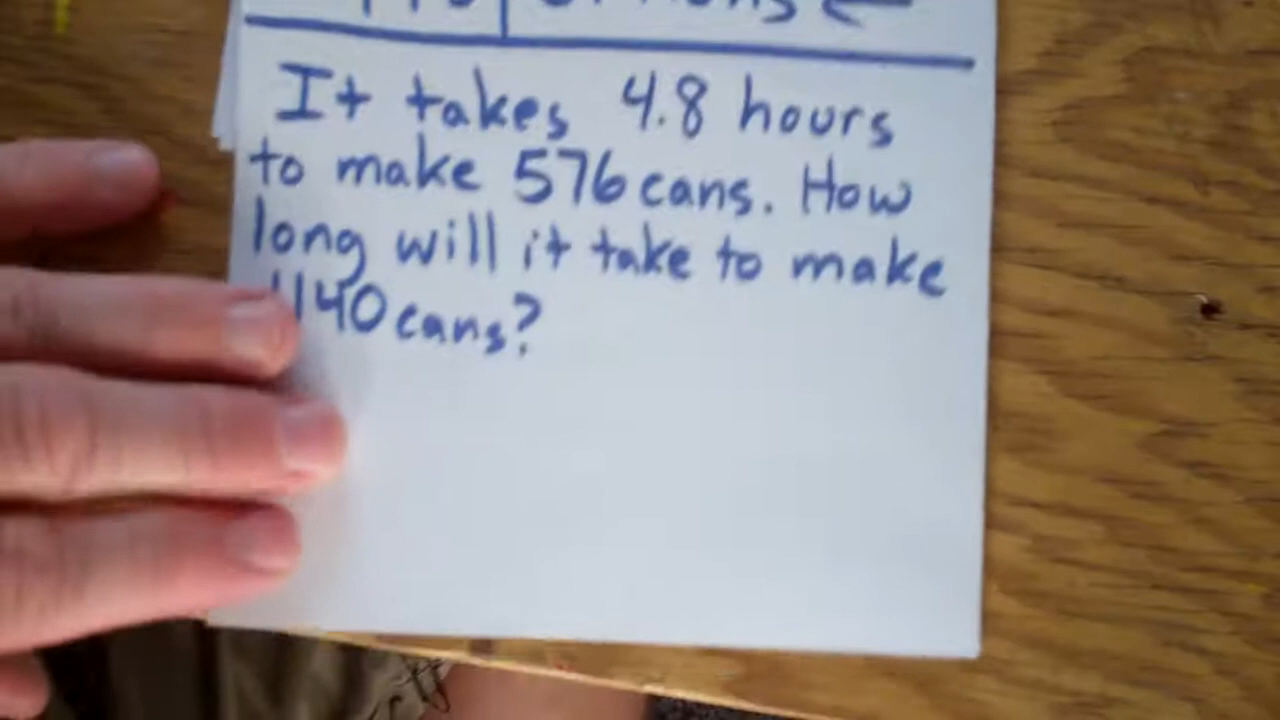 It takes 4.8 hours
to make 576 cans. How
long will it take to make
1140 cans?